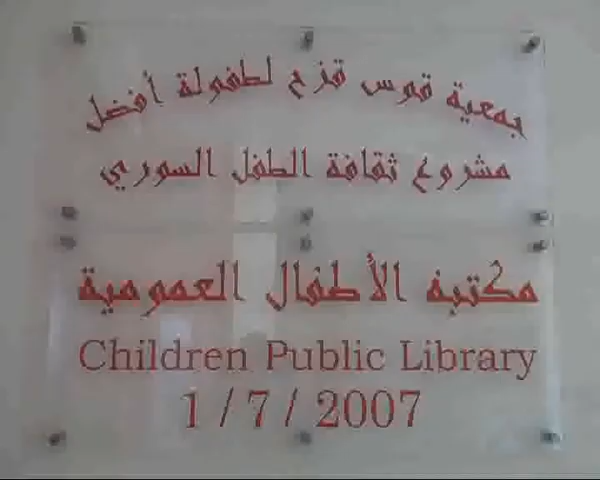 جمعية قوس قزح لطفولة أفضل
مشروع ثقافة الطفل السوري
مكتبة الأطفال العمومية
Children Public Library
1 / 7 / 2007